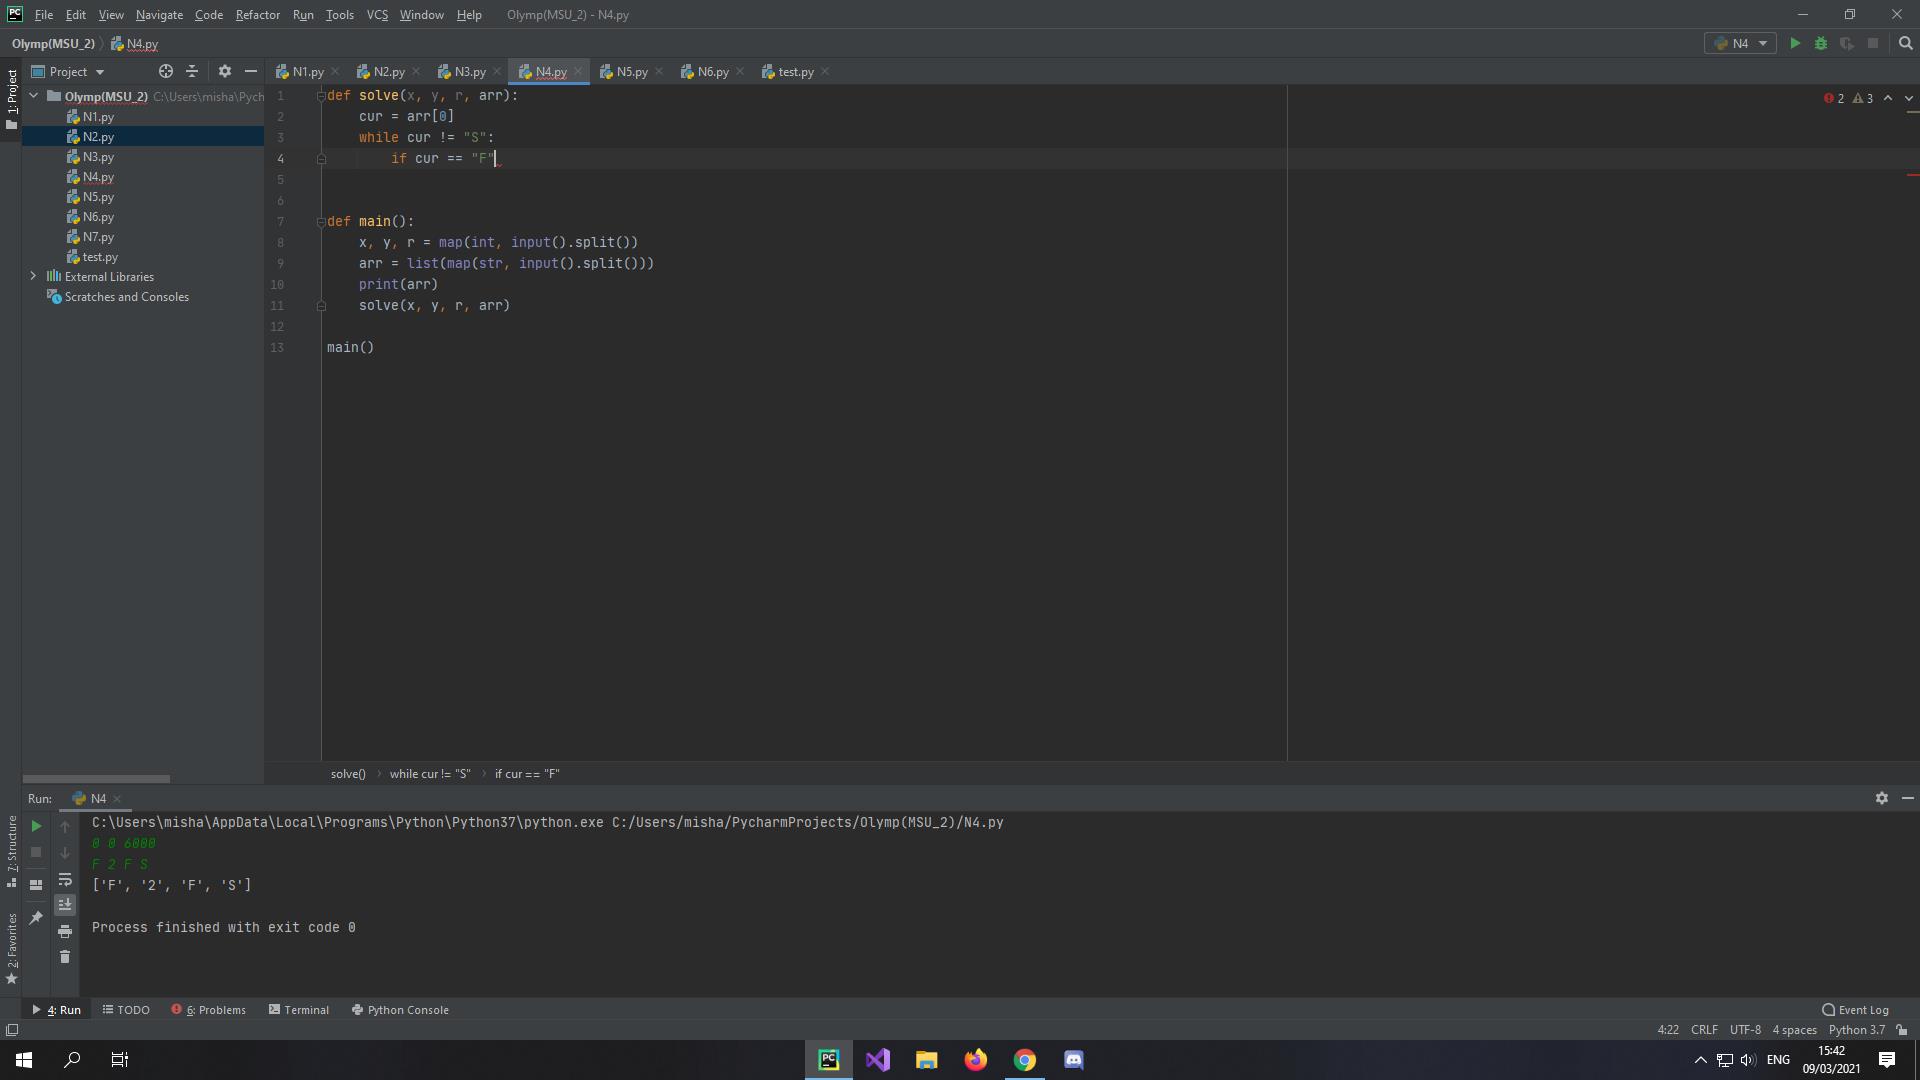 PC File Edit View Navigate Code Refactor Run Tools VCS Window Help Olymp(MSU_2) - N4.py
Olymp(MSU_2) N4.py N4
Project N1.py N2.py N3.py N4.py N5.py N6.py test.py
1: Project
Olymp(MSU_2) C:\Users\misha\Pych
N1.py
N2.py
N3.py
N4.py
N5.py
N6.py
N7.py
test.py
External Libraries
Scratches and Consoles
2 3
1 def solve(x, y, r, arr):
2 cur = arr[0]
3 while cur != "S":
4 if cur == "F"
5
6
7 def main():
8 x, y, r = map(int, input().split())
9 arr = list(map(str, input().split()))
10 print(arr)
11 solve(x, y, r, arr)
12
13 main()
solve() while cur != "S" if cur == "F"
Run: N4
7: Structure
2: Favorites
C:\Users\misha\AppData\Local\Programs\Python\Python37\python.exe C:/Users/misha/PycharmProjects/Olymp(MSU_2)/N4.py
0 0 6000
F 2 F S
['F', '2', 'F', 'S']
Process finished with exit code 0
4: Run TODO 6: Problems Terminal Python Console Event Log
4:22 CRLF UTF-8 4 spaces Python 3.7
PC ENG 15:42
09/03/2021